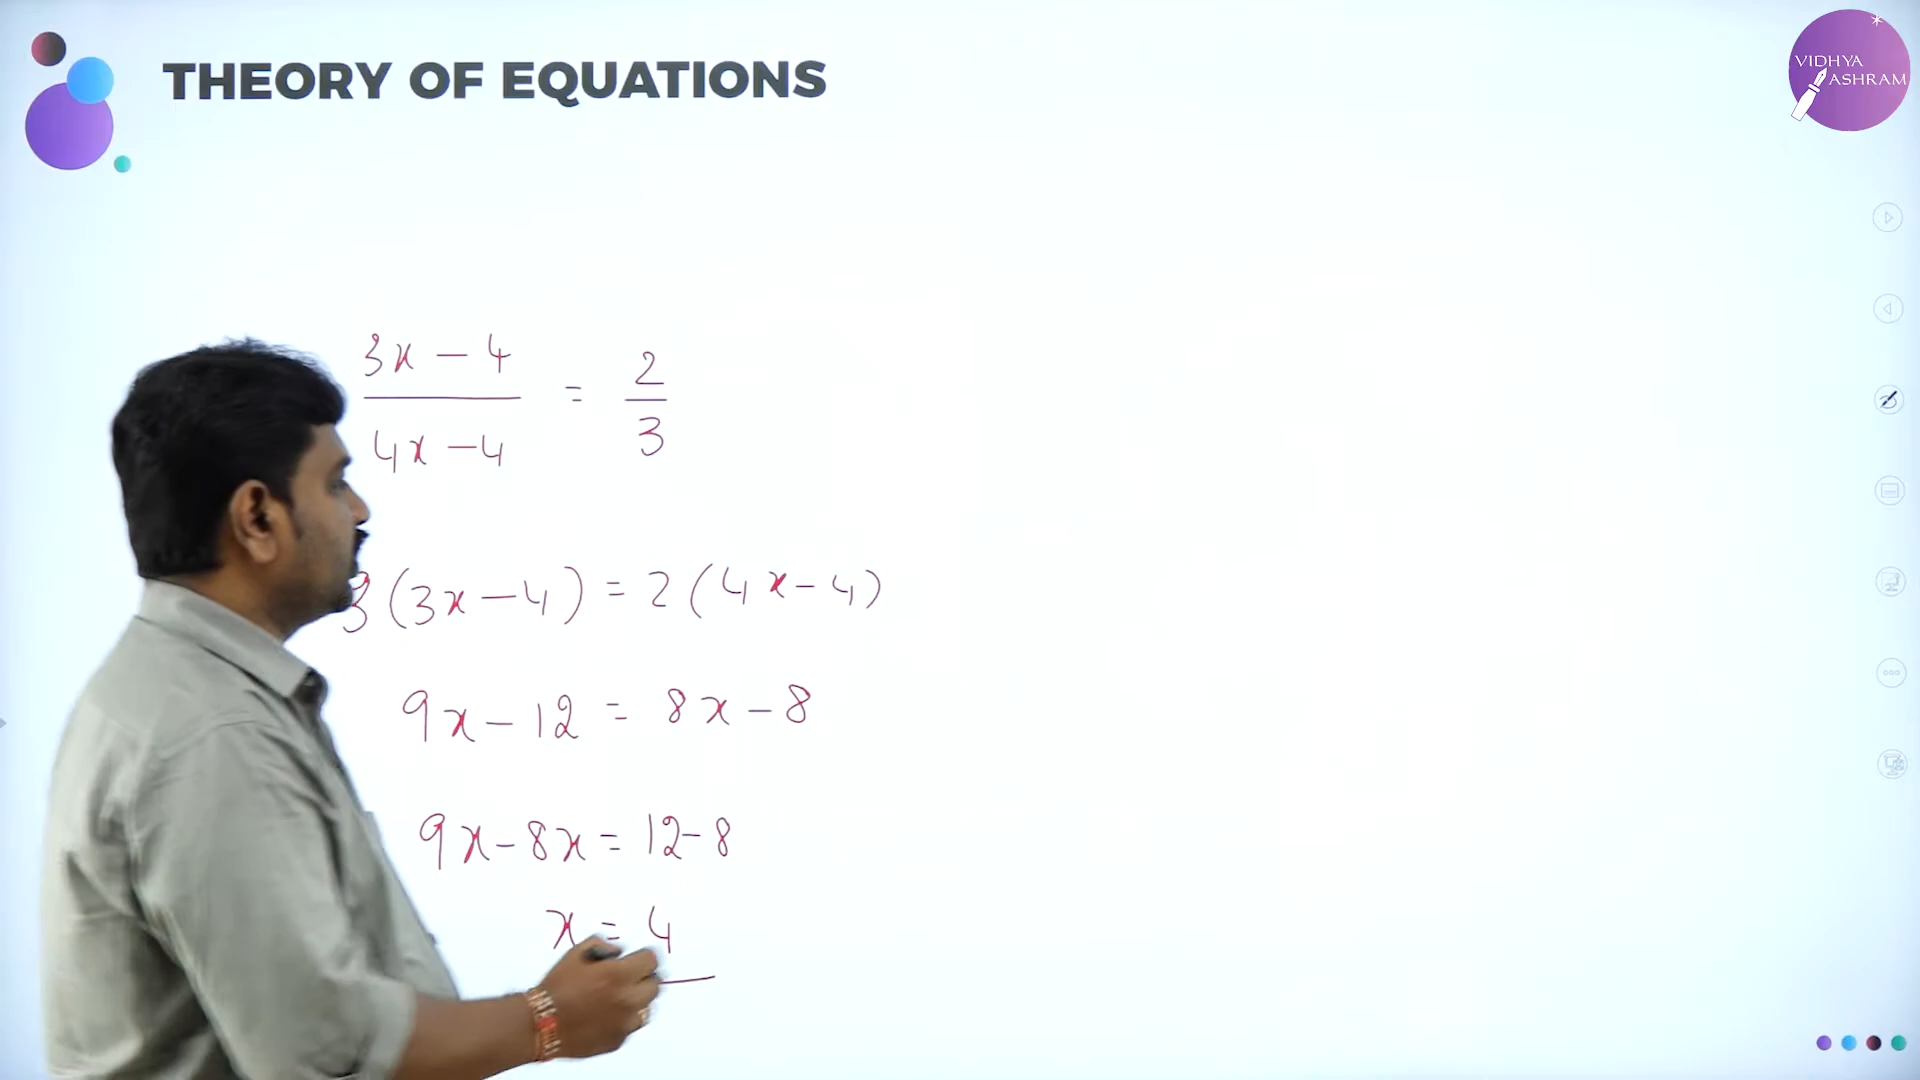 THEORY OF EQUATIONS
VIDHYA
ASHRAM
3x - 4
4x - 4
=
2
3
3(3x - 4) = 2(4x - 4)
9x - 12 = 8x - 8
9x - 8x = 12 - 8
x = 4